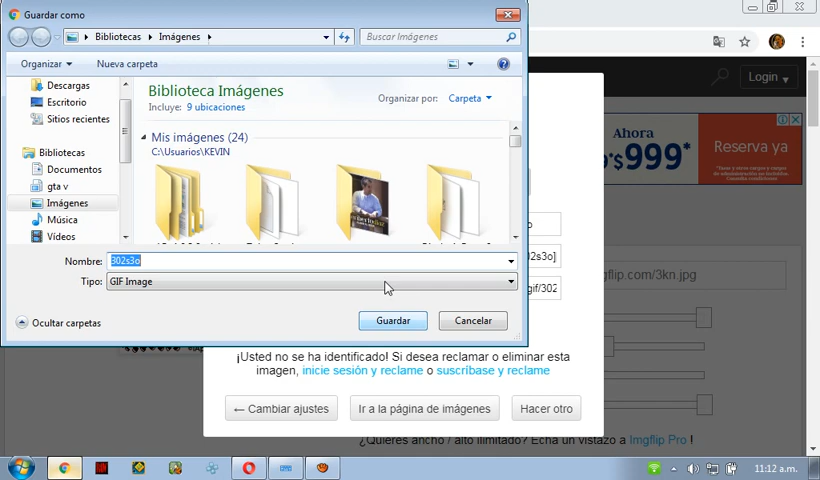 Guardar como
Bibliotecas
Imágenes
Buscar Imágenes
Organizar
Nueva carpeta
Descargas
Escritorio
Sitios recientes
Bibliotecas
Documentos
gta v
Imágenes
Música
Vídeos
Biblioteca Imágenes
Incluye: 9 ubicaciones
Organizar por: Carpeta
Mis imágenes (24)
C:\Usuarios\KEVIN
Nombre: 302s3o
Tipo: GIF Image
Ocultar carpetas
Guardar
Cancelar
Login
Ahora
$999*
Reserva ya
o
2s3o]
gif/302
mgflip.com/3kn.jpg
¡Usted no se ha identificado! Si desea reclamar o eliminar esta
imagen, inicie sesión y reclame o suscríbase y reclame
← Cambiar ajustes
Ir a la página de imágenes
Hacer otro
¿Quieres ancho / alto ilimitado? Echa un vistazo a Imgflip Pro !
11:12 a.m.